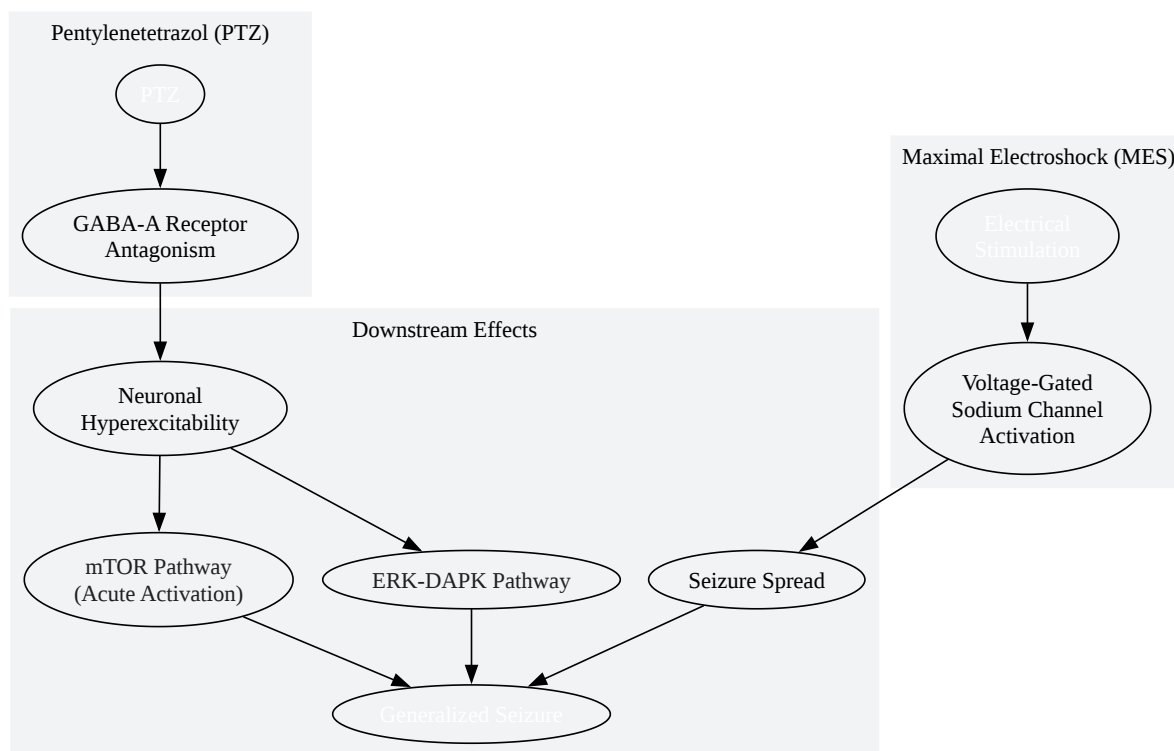 Pentylenetetrazol (PTZ)
PTZ
GABA-A Receptor
Antagonism
Maximal Electroshock (MES)
Electrical
Stimulation
Voltage-Gated
Sodium Channel
Activation
Downstream Effects
Neuronal
Hyperexcitability
mTOR Pathway
(Acute Activation)
ERK-DAPK Pathway
Seizure Spread
Generalized Seizure